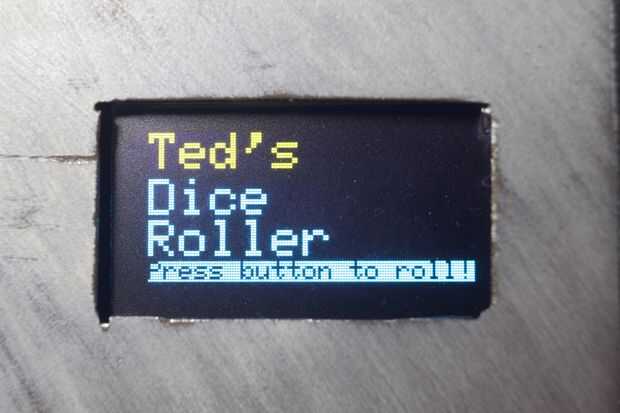 Ted's
Dice
Roller
Press button to roll!